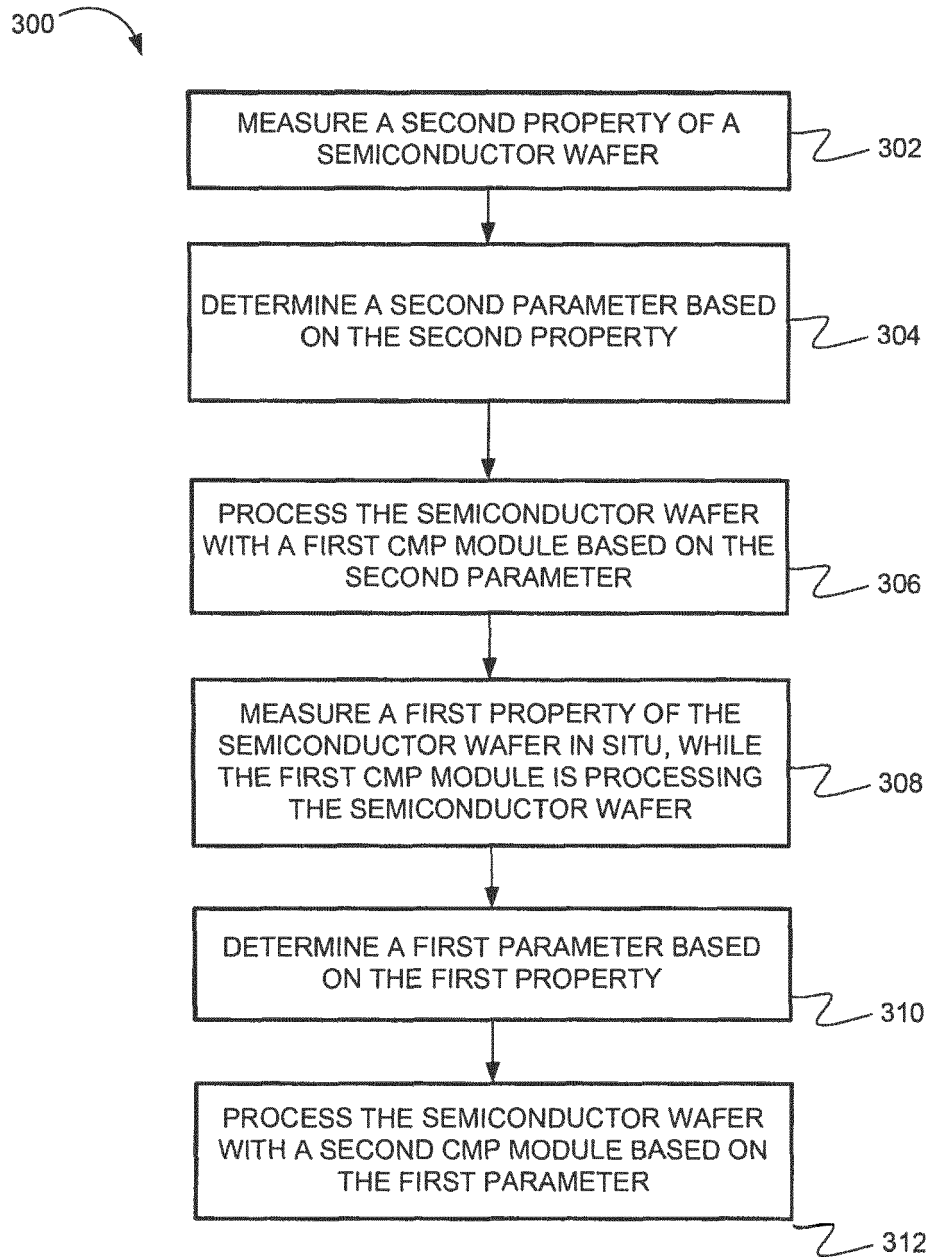 300
MEASURE A SECOND PROPERTY OF A
SEMICONDUCTOR WAFER
302
DETERMINE A SECOND PARAMETER BASED
ON THE SECOND PROPERTY
304
PROCESS THE SEMICONDUCTOR WAFER
WITH A FIRST CMP MODULE BASED ON THE
SECOND PARAMETER
306
MEASURE A FIRST PROPERTY OF THE
SEMICONDUCTOR WAFER IN SITU, WHILE
THE FIRST CMP MODULE IS PROCESSING
THE SEMICONDUCTOR WAFER
308
DETERMINE A FIRST PARAMETER BASED
ON THE FIRST PROPERTY
310
PROCESS THE SEMICONDUCTOR WAFER
WITH A SECOND CMP MODULE BASED ON
THE FIRST PARAMETER
312